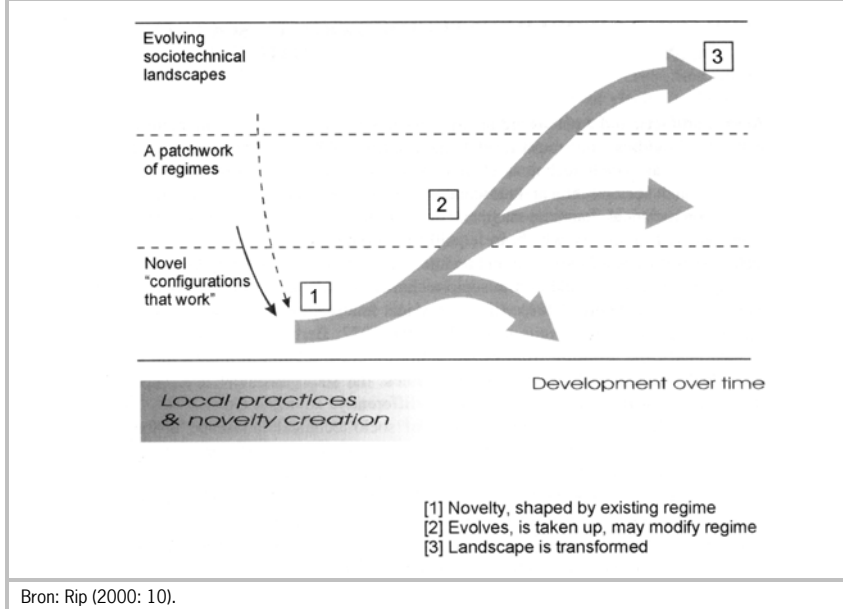 Evolving
sociotechnical
landscapes
3
A patchwork
of regimes
2
Novel
“configurations
that work”
1
Development over time
Local practices
& novelty creation
[1] Novelty, shaped by existing regime
[2] Evolves, is taken up, may modify regime
[3] Landscape is transformed
Bron: Rip (2000: 10).